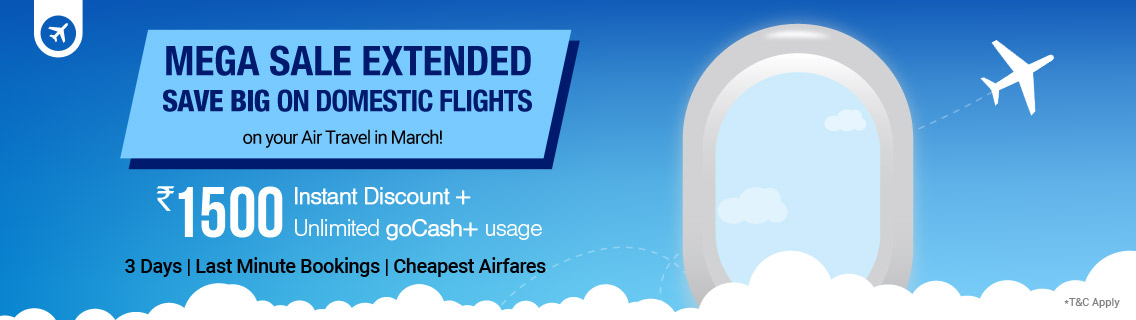 MEGA SALE EXTENDED
SAVE BIG ON DOMESTIC FLIGHTS
on your Air Travel in March!
₹1500 Instant Discount +
Unlimited goCash+ usage
3 Days | Last Minute Bookings | Cheapest Airfares
*T&C Apply